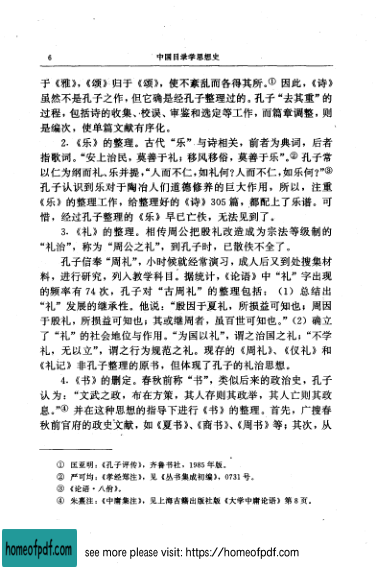 6 中国目录学思想史
于《雅》，《颂》归于《颂》，使不紊乱而各得其所。① 因此，《诗》
虽然不是孔子之作，但它确是经孔子整理过的。孔子“去其重”的
过程，包括诗的收集、校误、审鉴和选定等工作，而篇章调整，则
是编次，使单篇文献有序化。
2.《乐》的整理。古代“乐”与诗相关，前者为典词，后者
指歌词。“安上治民，莫善于礼；移风移俗，莫善于乐”。② 孔子常
以仁为纲而礼、乐并提，“人而不仁，如礼何？人而不仁，如乐何？”③
孔子认识到乐对于陶冶人们道德修养的巨大作用，所以，注重
《乐》的整理工作，给整理好的《诗》305 篇，都配上了乐谱。可
惜，经过孔子整理的《乐》早已亡佚，无法见到了。
3.《礼》的整理。相传周公把殷礼改造成为宗法等级制的
“礼治”，称为“周公之礼”，到孔子时，已散佚不全了。
孔子信奉“周礼”，小时候就经常演习，成人后又到处搜集材
料，进行研究，列入教学科目。据统计，《论语》中“礼”字出现
的频率有 74 次，孔子对“古周礼”的整理包括：（1）总结出
“礼”发展的继承性。他说：“殷因于夏礼，所损益可知也；周因
于殷礼，所损益可知也；其或继周者，虽百世可知也。”（2）确立
了“礼”的社会地位与作用。“为国以礼”，谓之治国之礼；“不学
礼，无以立”，谓之行为规范之礼。现存的《周礼》、《仪礼》和
《礼记》非孔子整理的原书，但体现了孔子的礼治思想。
4.《书》的删定。春秋前称“书”，类似后来的政治史，孔子
认为：“文武之政，布在方策，其人存则其政举，其人亡则其政
息。”④ 并在这种思想的指导下进行《书》的整理。首先，广搜春
秋前官府的政史文献，如《夏书》、《商书》、《周书》等；其次，从
① 匡亚明：《孔子评传》，齐鲁书社，1985 年版。
② 严可均：《孝经郑注》，见《丛书集成初编》，0731 号。
③ 《论语·八佾》。
④ 朱熹注：《中庸集注》，见上海古籍出版社版《大学中庸论语》第 8 页。
homeofpdf.com
see more please visit: https://homeofpdf.com